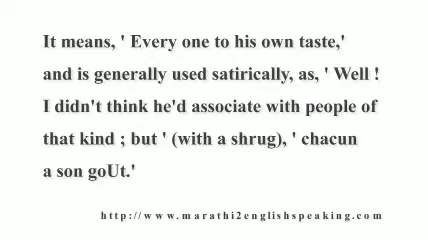 It means, ' Every one to his own taste,'
and is generally used satirically, as, ' Well !
I didn't think he'd associate with people of
that kind ; but ' (with a shrug), ' chacun
a son goUt.'
http://www.marathi2englishspeaking.com